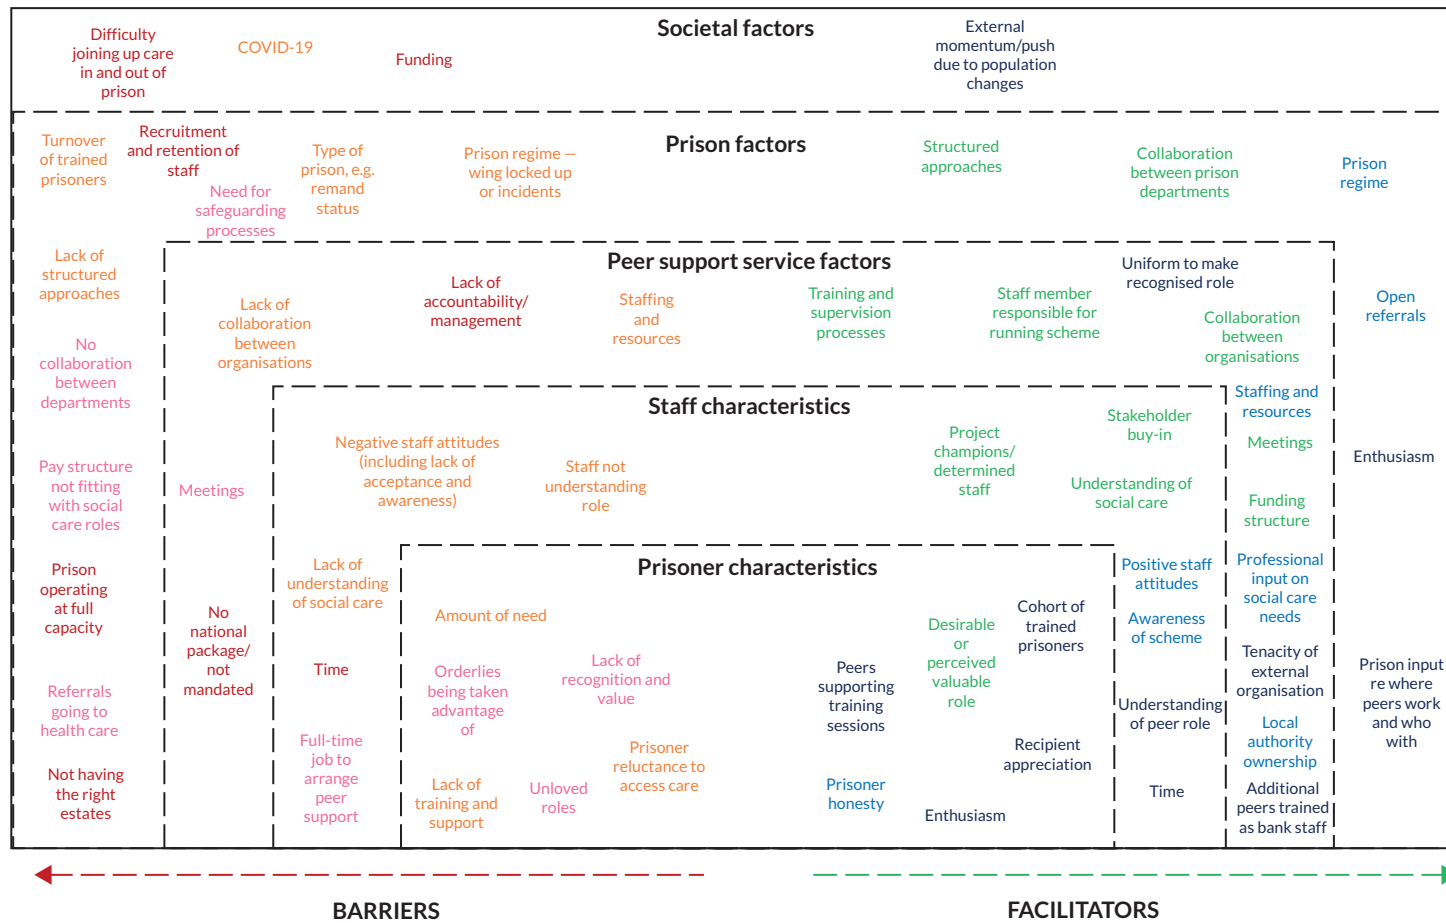 Societal factors
Difficulty
joining up care
in and out of
prison
COVID-19
Funding
External
momentum/push
due to population
changes
Prison factors
Turnover
of trained
prisoners
Recruitment
and retention of
staff
Need for
safeguarding
processes
Type of
prison, e.g.
remand
status
Prison regime —
wing locked up
or incidents
Structured
approaches
Collaboration
between prison
departments
Prison
regime
Lack of
structured
approaches
No
collaboration
between
departments
Pay structure
not fitting
with social
care roles
Prison
operating
at full
capacity
Referrals
going to
health care
Not having
the right
estates
Open
referrals
Enthusiasm
Prison input
re where
peers work
and who
with
Peer support service factors
Lack of
collaboration
between
organisations
Lack of
accountability/
management
Staffing
and
resources
Training and
supervision
processes
Staff member
responsible for
running scheme
Uniform to make
recognised role
Collaboration
between
organisations
Meetings
No
national
package/
not
mandated
Staffing and
resources
Meetings
Funding
structure
Professional
input on
social care
needs
Tenacity of
external
organisation
Local
authority
ownership
Additional
peers trained
as bank staff
Staff characteristics
Negative staff attitudes
(including lack of
acceptance and
awareness)
Staff not
understanding
role
Project
champions/
determined
staff
Stakeholder
buy-in
Understanding of
social care
Lack of
understanding
of social care
Time
Full-time
job to
arrange
peer
support
Positive staff
attitudes
Awareness
of scheme
Understanding
of peer role
Time
Prisoner characteristics
Amount of need
Orderlies
being taken
advantage
of
Lack of
recognition and
value
Lack of
training and
support
Unloved
roles
Prisoner
reluctance to
access care
Peers
supporting
training
sessions
Desirable
or
perceived
valuable
role
Cohort of
trained
prisoners
Recipient
appreciation
Prisoner
honesty
Enthusiasm
BARRIERS
FACILITATORS